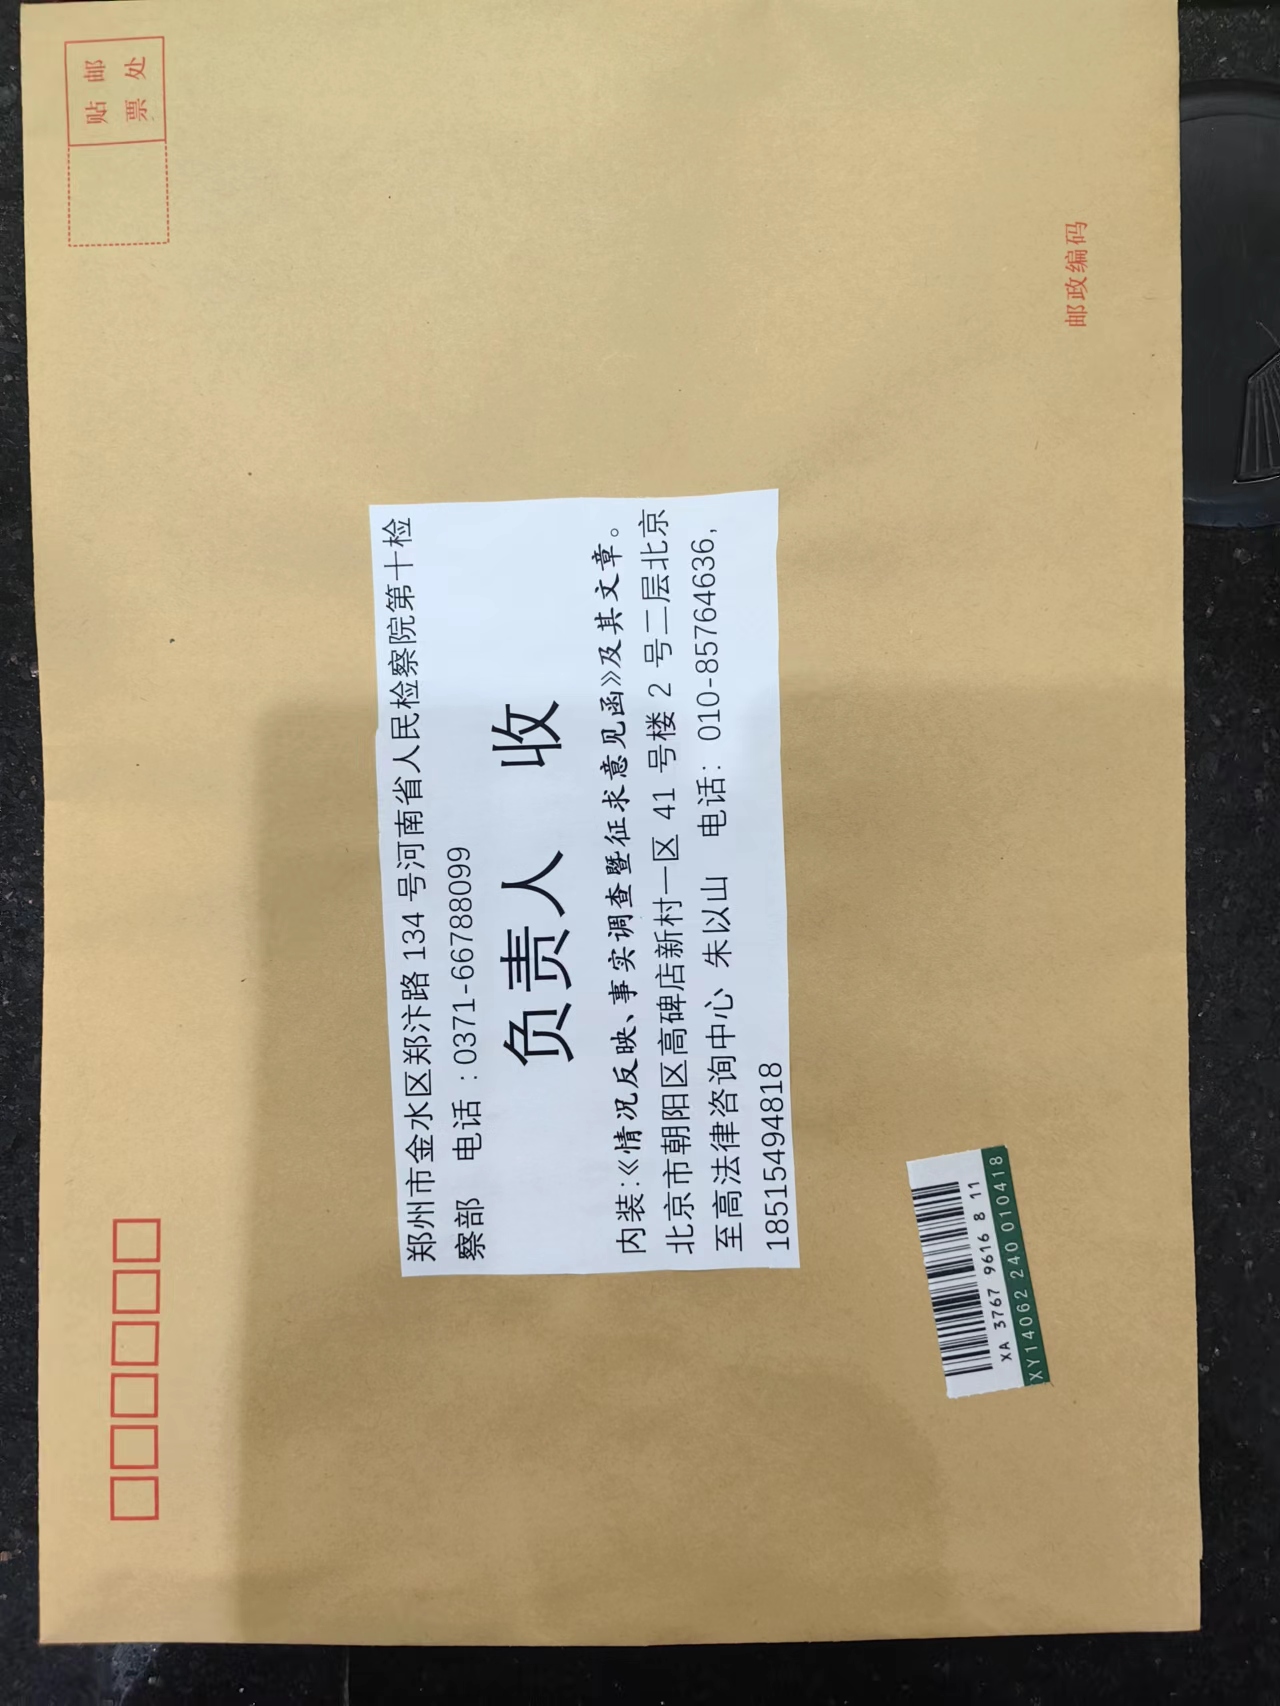 贴邮
票处
郑州市金水区郑汴路 134 号河南省人民检察院第十检
察部 电话：0371-66788099
负责人 收
内装：《情况反映、事实调查暨征求意见函》及其文章。
北京市朝阳区高碑店新村一区 41 号楼 2 号二层北京
至高法律咨询中心 朱以山 电话：010-85764636，
18515494818
XA 3767 9616 8 11
XY14062 240 010418
邮政编码